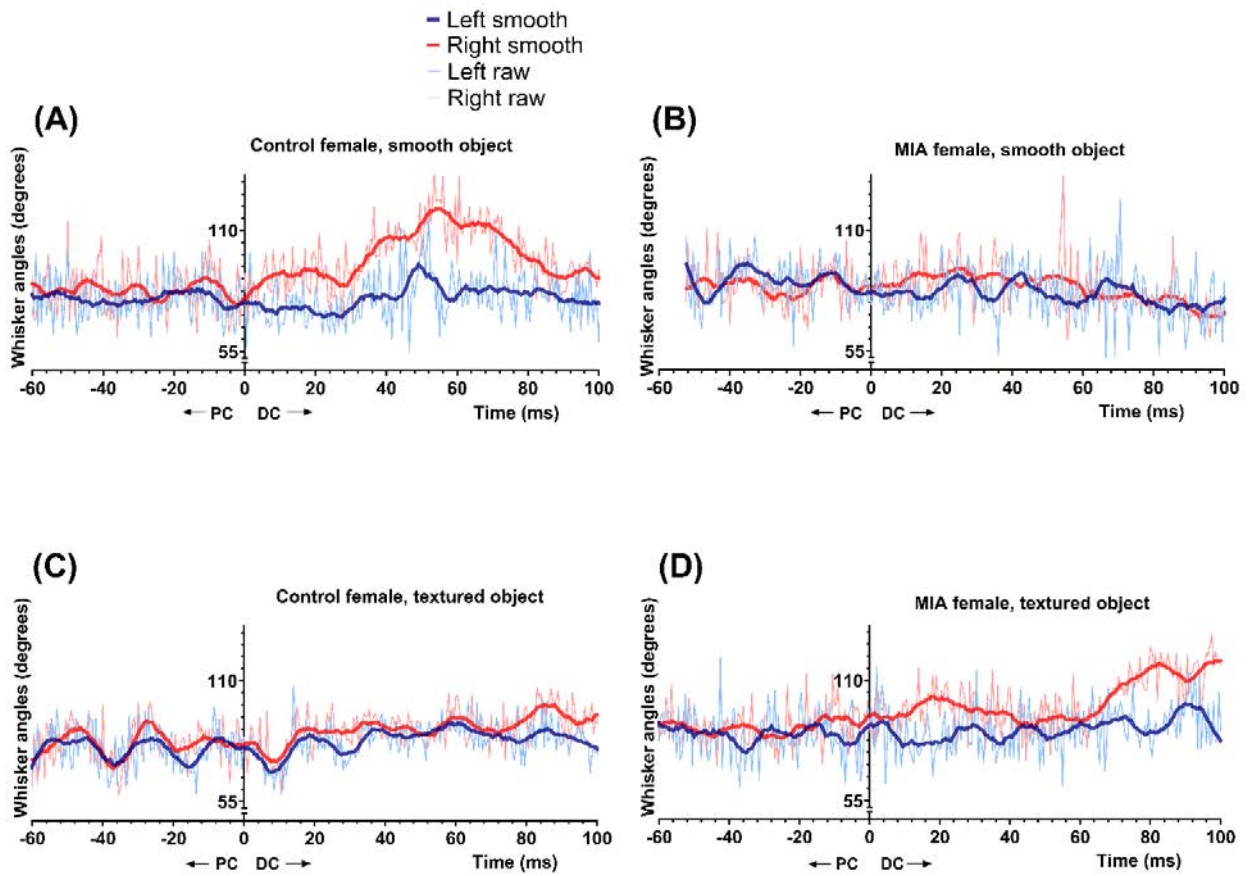 Left smooth
Right smooth
Left raw
Right raw
(A)
Control female, smooth object
Whisker angles (degrees)
110
55
-60 -40 -20 0 20 40 60 80 100
← PC DC →
Time (ms)
(B)
MIA female, smooth object
Whisker angles (degrees)
110
55
-60 -40 -20 0 20 40 60 80 100
← PC DC →
Time (ms)
(C)
Control female, textured object
Whisker angles (degrees)
110
55
-60 -40 -20 0 20 40 60 80 100
← PC DC →
Time (ms)
(D)
MIA female, textured object
Whisker angles (degrees)
110
55
-60 -40 -20 0 20 40 60 80 100
← PC DC →
Time (ms)